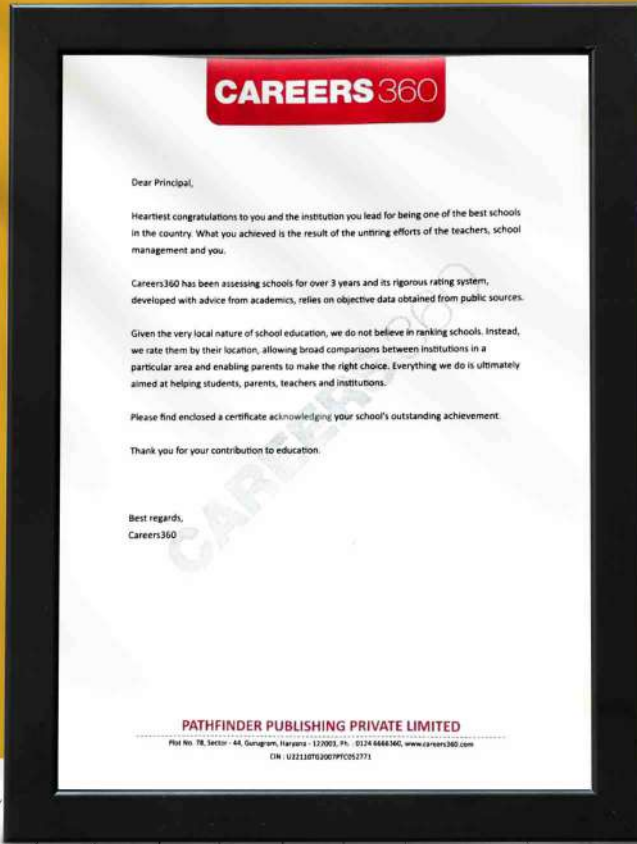 CAREERS360
Dear Principal,
Heartiest congratulations to you and the institution you lead for being one of the best schools
in the country. What you achieved is the result of the untiring efforts of the teachers, school
management and you.
Careers360 has been assessing schools for over 3 years and its rigorous rating system,
developed with advice from academics, relies on objective data obtained from public sources.
Given the very local nature of school education, we do not believe in ranking schools. Instead,
we rate them by their location, allowing broad comparisons between institutions in a
particular area and enabling parents to make the right choice. Everything we do is ultimately
aimed at helping students, parents, teachers and institutions.
Please find enclosed a certificate acknowledging your school's outstanding achievement.
Thank you for your contribution to education.
Best regards,
Careers360
CAREERS360
PATHFINDER PUBLISHING PRIVATE LIMITED
Plot No. 78, Sector - 44, Gurugram, Haryana - 122003, Ph. : 0124 6666360, www.careers360.com
CIN : U22110TG2007PTC052771